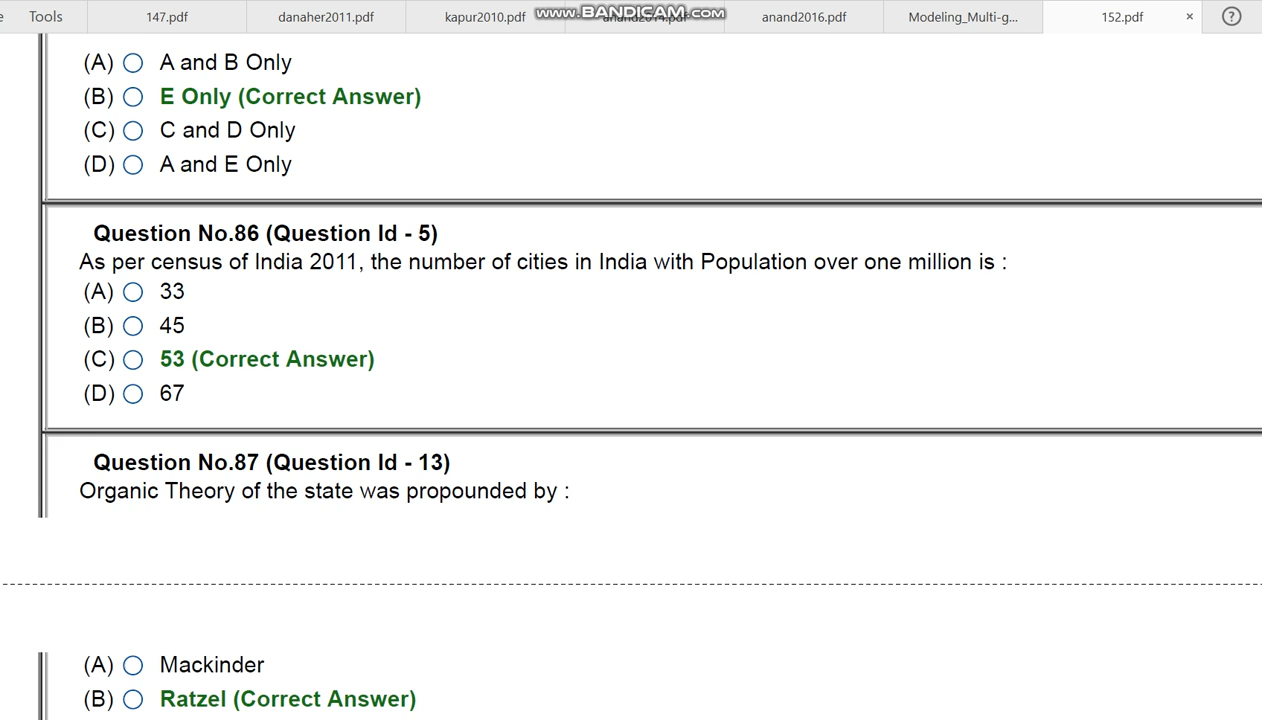 e Tools 147.pdf danaher2011.pdf kapur2010.pdf anand2014.pdf anand2016.pdf Modeling_Multi-g... 152.pdf × ?
www.BANDICAM.com
(A) A and B Only
(B) E Only (Correct Answer)
(C) C and D Only
(D) A and E Only
Question No.86 (Question Id - 5)
As per census of India 2011, the number of cities in India with Population over one million is :
(A) 33
(B) 45
(C) 53 (Correct Answer)
(D) 67
Question No.87 (Question Id - 13)
Organic Theory of the state was propounded by :
(A) Mackinder
(B) Ratzel (Correct Answer)